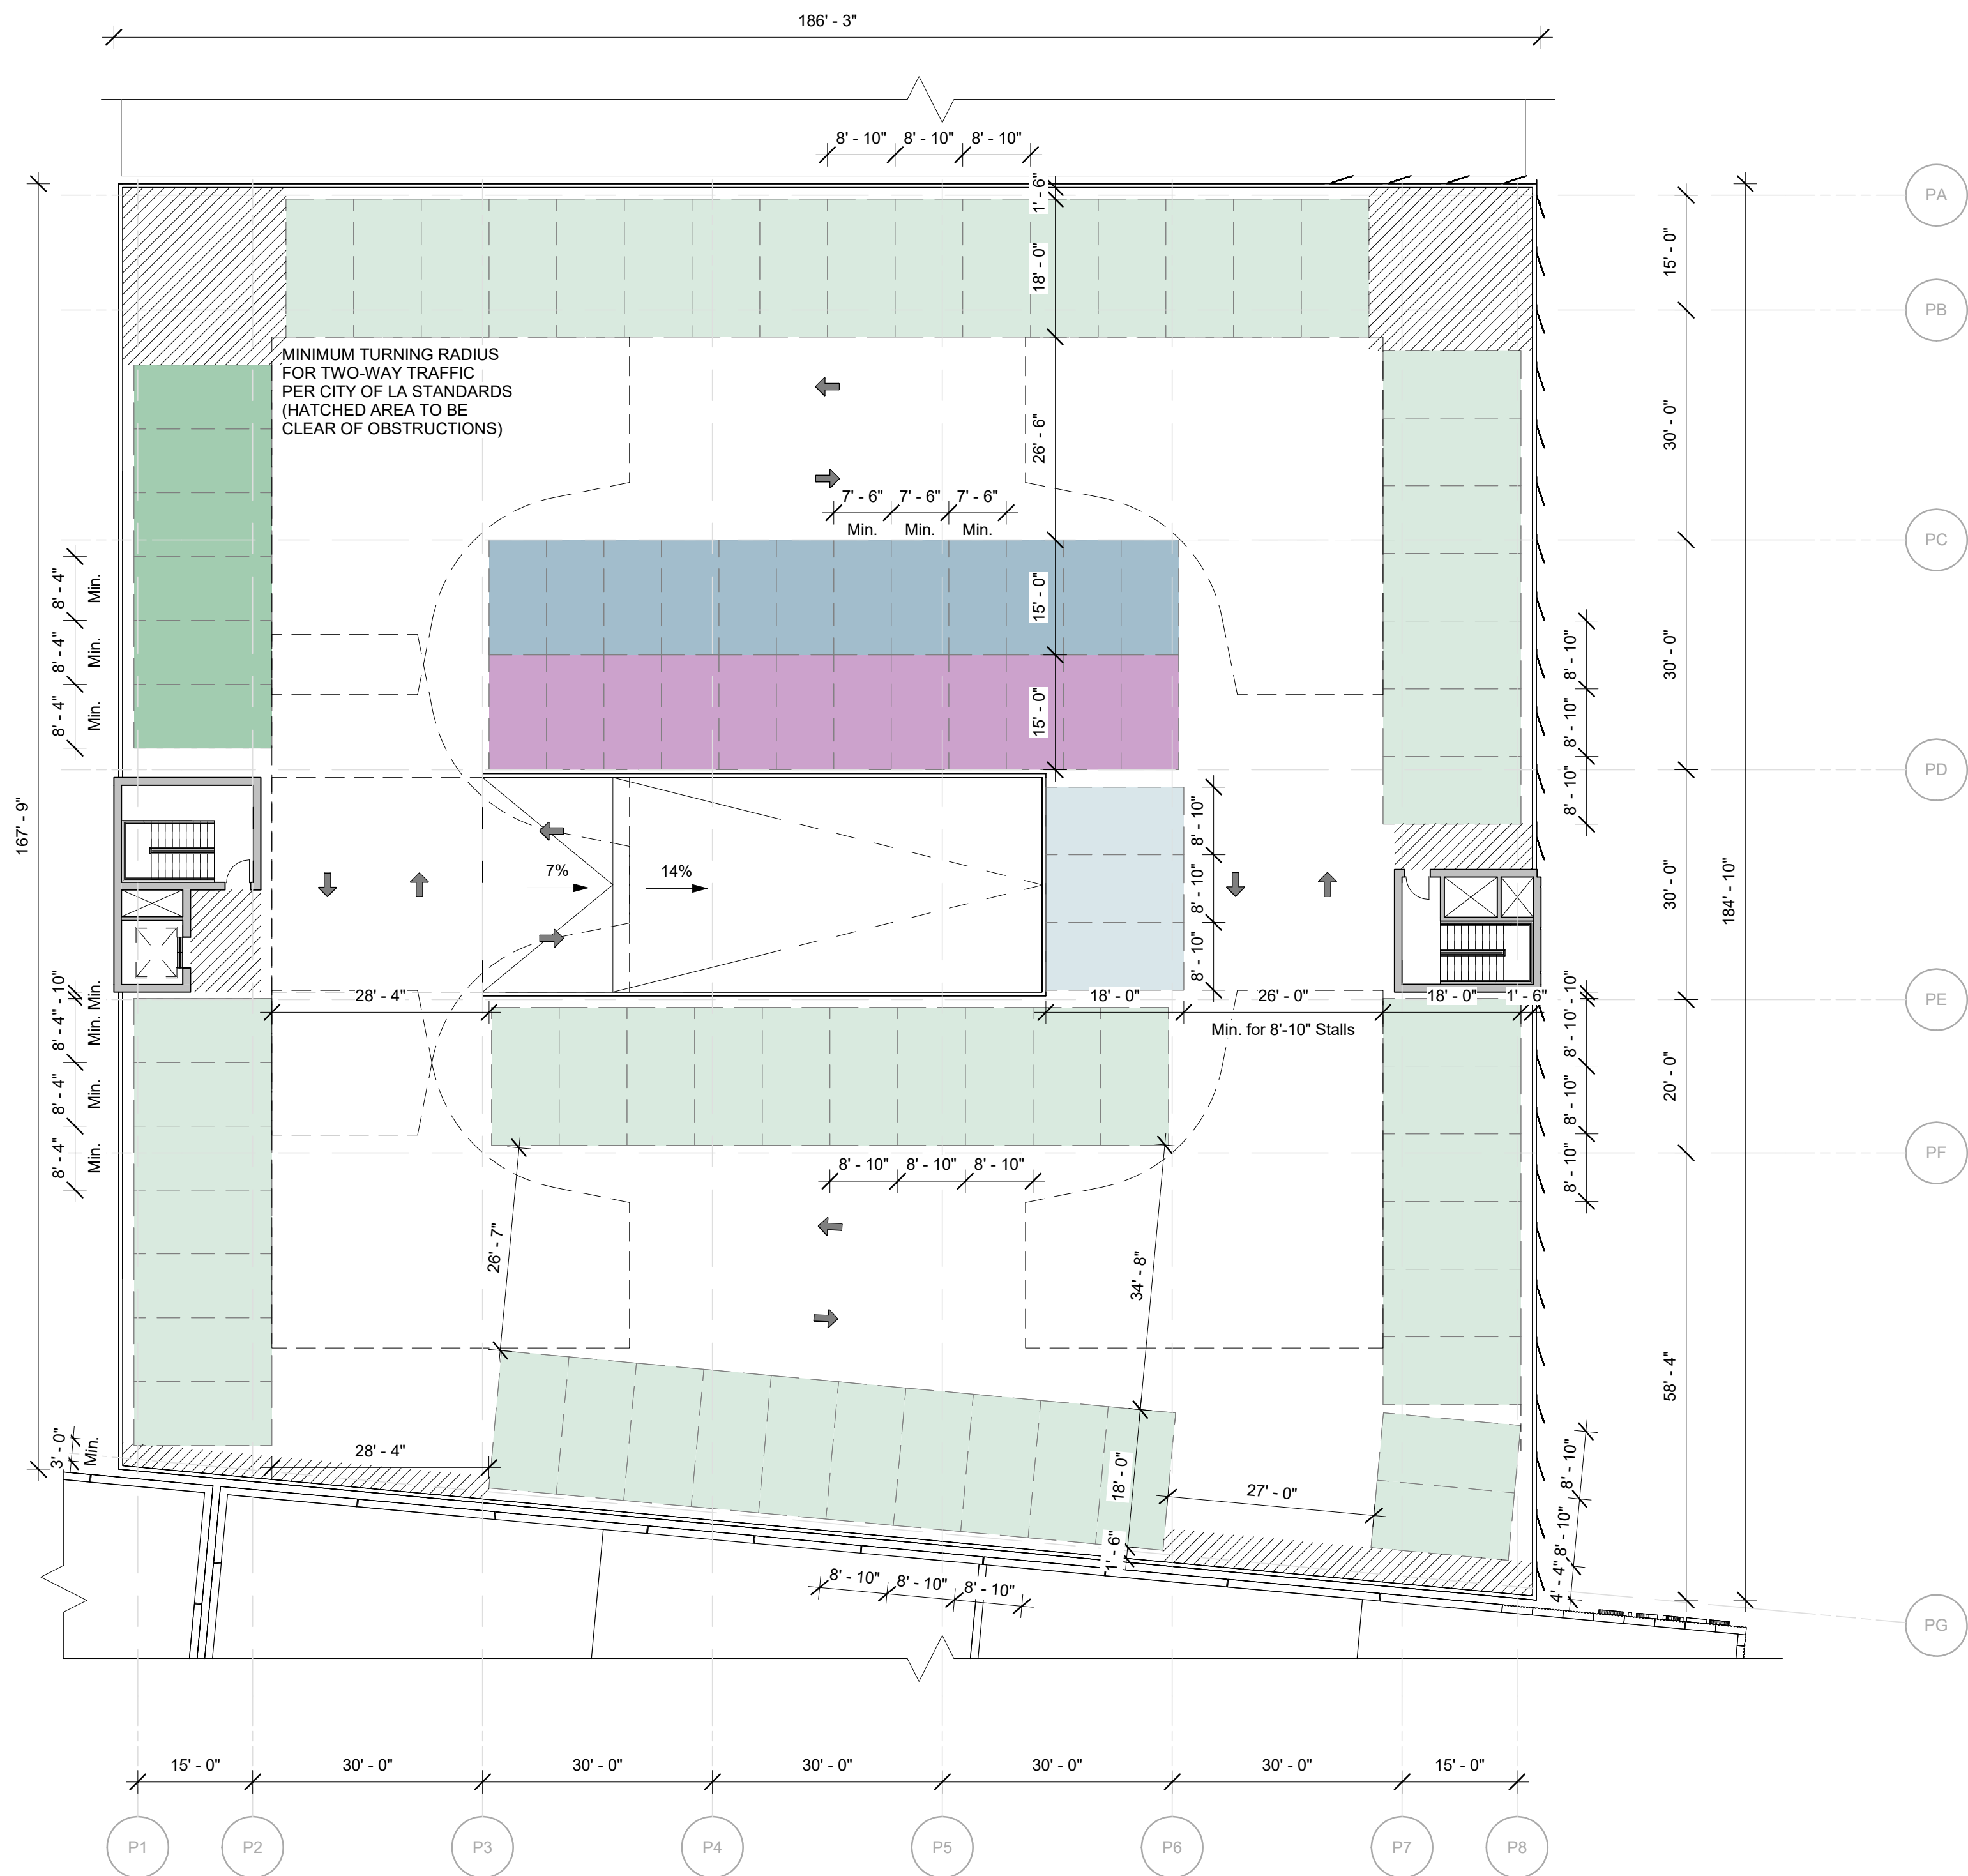 186' - 3"
8' - 10" 8' - 10" 8' - 10"
1' - 6"
PA
18' - 0"
15' - 0"
PB
MINIMUM TURNING RADIUS
FOR TWO-WAY TRAFFIC
PER CITY OF LA STANDARDS
(HATCHED AREA TO BE
CLEAR OF OBSTRUCTIONS)
26' - 6"
30' - 0"
7' - 6" 7' - 6" 7' - 6"
Min. Min. Min.
PC
8' - 4" Min.
8' - 4" Min.
8' - 4" Min.
15' - 0"
15' - 0"
8' - 10"
8' - 10"
8' - 10"
30' - 0"
PD
167' - 9"
7% 14%
8' - 10"
8' - 10"
8' - 10"
30' - 0"
184' - 10"
10" Min.
28' - 4" 18' - 0" 26' - 0" 18' - 0" 1' - 6"
Min. for 8'-10" Stalls
10"
PE
8' - 4" Min.
8' - 4" Min.
8' - 4" Min.
8' - 10"
8' - 10"
8' - 10"
20' - 0"
PF
8' - 10" 8' - 10" 8' - 10"
26' - 7"
34' - 8"
58' - 4"
3' - 0" Min.
28' - 4"
18' - 0"
27' - 0"
8' - 10"
8' - 10"
4' - 4"
1' - 6"
8' - 10" 8' - 10" 8' - 10"
PG
15' - 0" 30' - 0" 30' - 0" 30' - 0" 30' - 0" 30' - 0" 15' - 0"
P1 P2 P3 P4 P5 P6 P7 P8